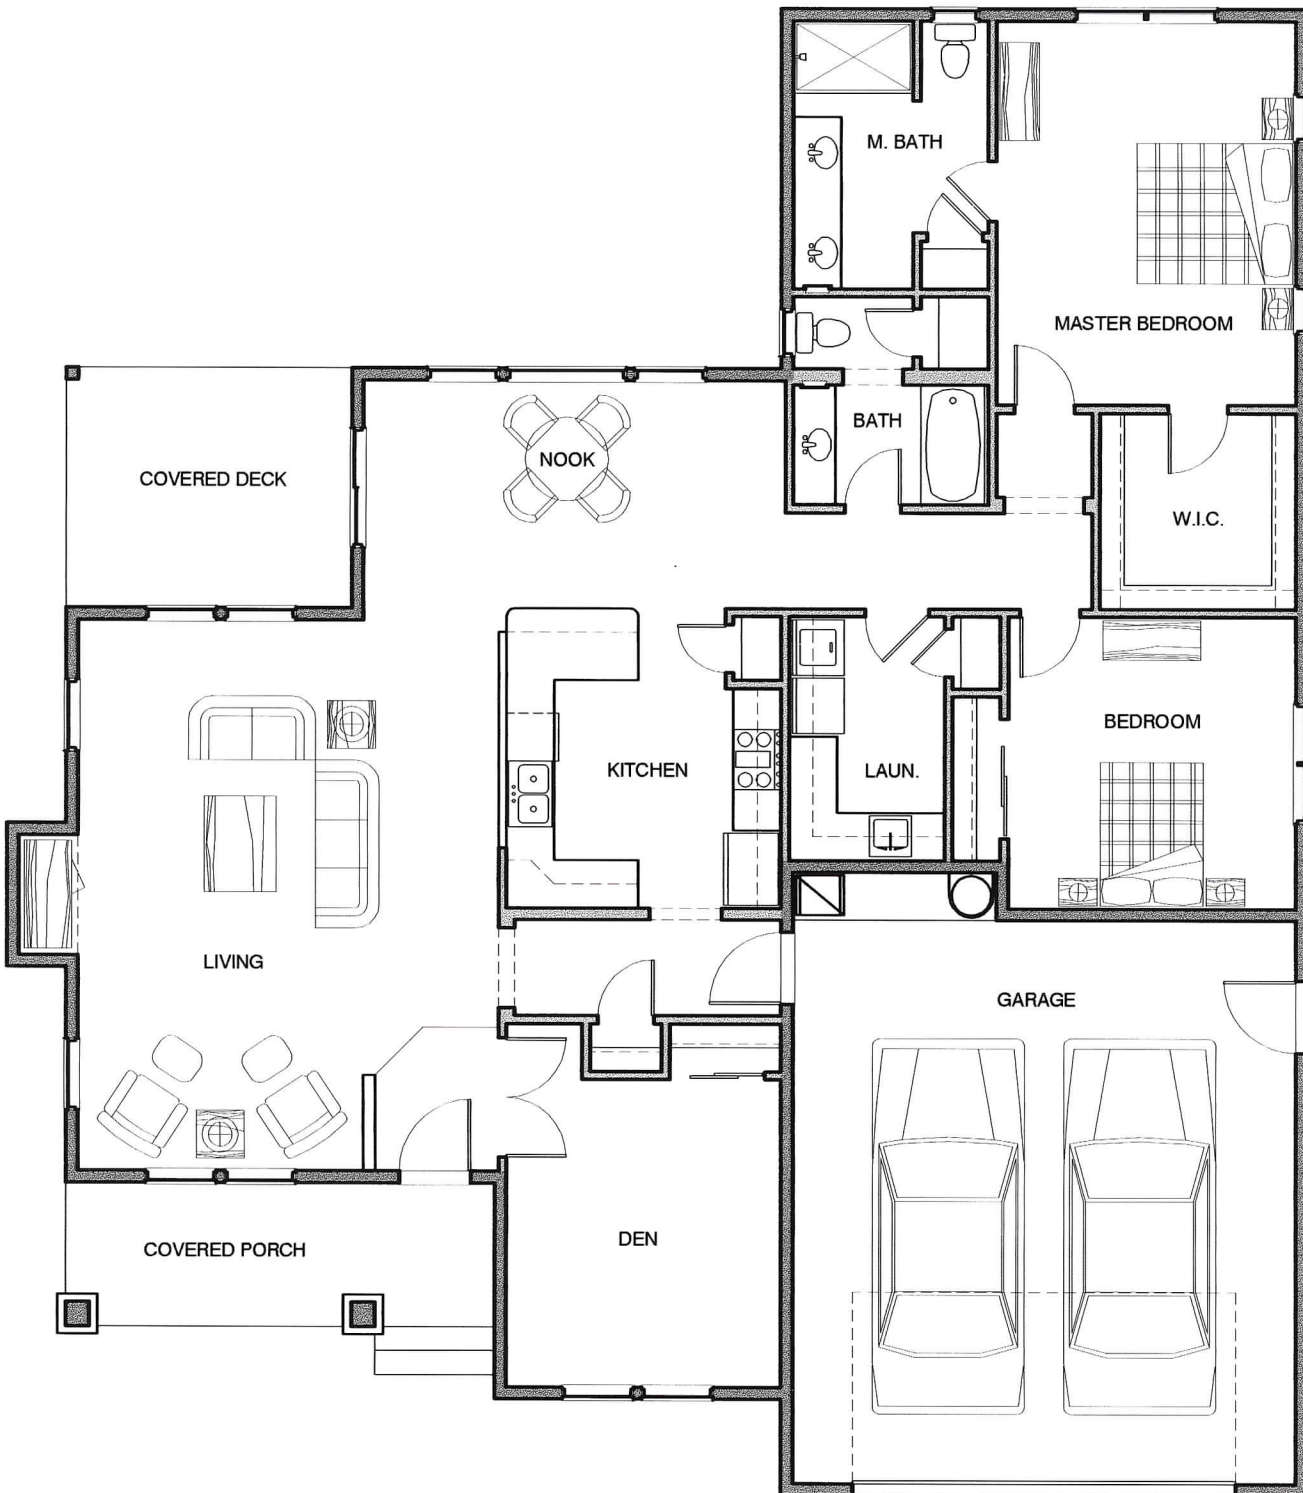 M. BATH
MASTER BEDROOM
BATH
NOOK
COVERED DECK
W.I.C.
BEDROOM
KITCHEN
LAUN.
LIVING
GARAGE
DEN
COVERED PORCH